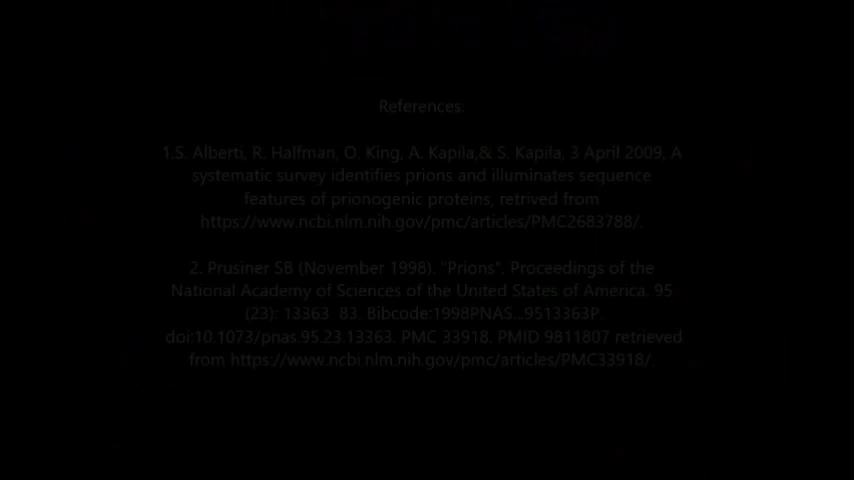 References:
1.S. Alberti, R. Halfman, O. King, A. Kapila,& S. Kapila, 3 April 2009, A
systematic survey identifies prions and illuminates sequence
features of prionogenic proteins, retrived from
https://www.ncbi.nlm.nih.gov/pmc/articles/PMC2683788/.
2. Prusiner SB (November 1998). "Prions". Proceedings of the
National Academy of Sciences of the United States of America. 95
(23): 13363–83. Bibcode:1998PNAS...9513363P.
doi:10.1073/pnas.95.23.13363. PMC 33918. PMID 9811807 retrieved
from https://www.ncbi.nlm.nih.gov/pmc/articles/PMC33918/.